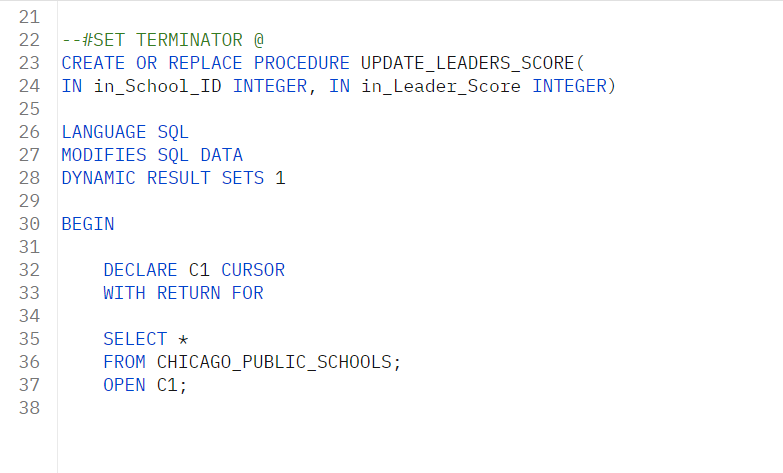 21
22 --#SET TERMINATOR @
23 CREATE OR REPLACE PROCEDURE UPDATE_LEADERS_SCORE(
24 IN in_School_ID INTEGER, IN in_Leader_Score INTEGER)
25
26 LANGUAGE SQL
27 MODIFIES SQL DATA
28 DYNAMIC RESULT SETS 1
29
30 BEGIN
31
32     DECLARE C1 CURSOR
33     WITH RETURN FOR
34
35     SELECT *
36     FROM CHICAGO_PUBLIC_SCHOOLS;
37     OPEN C1;
38